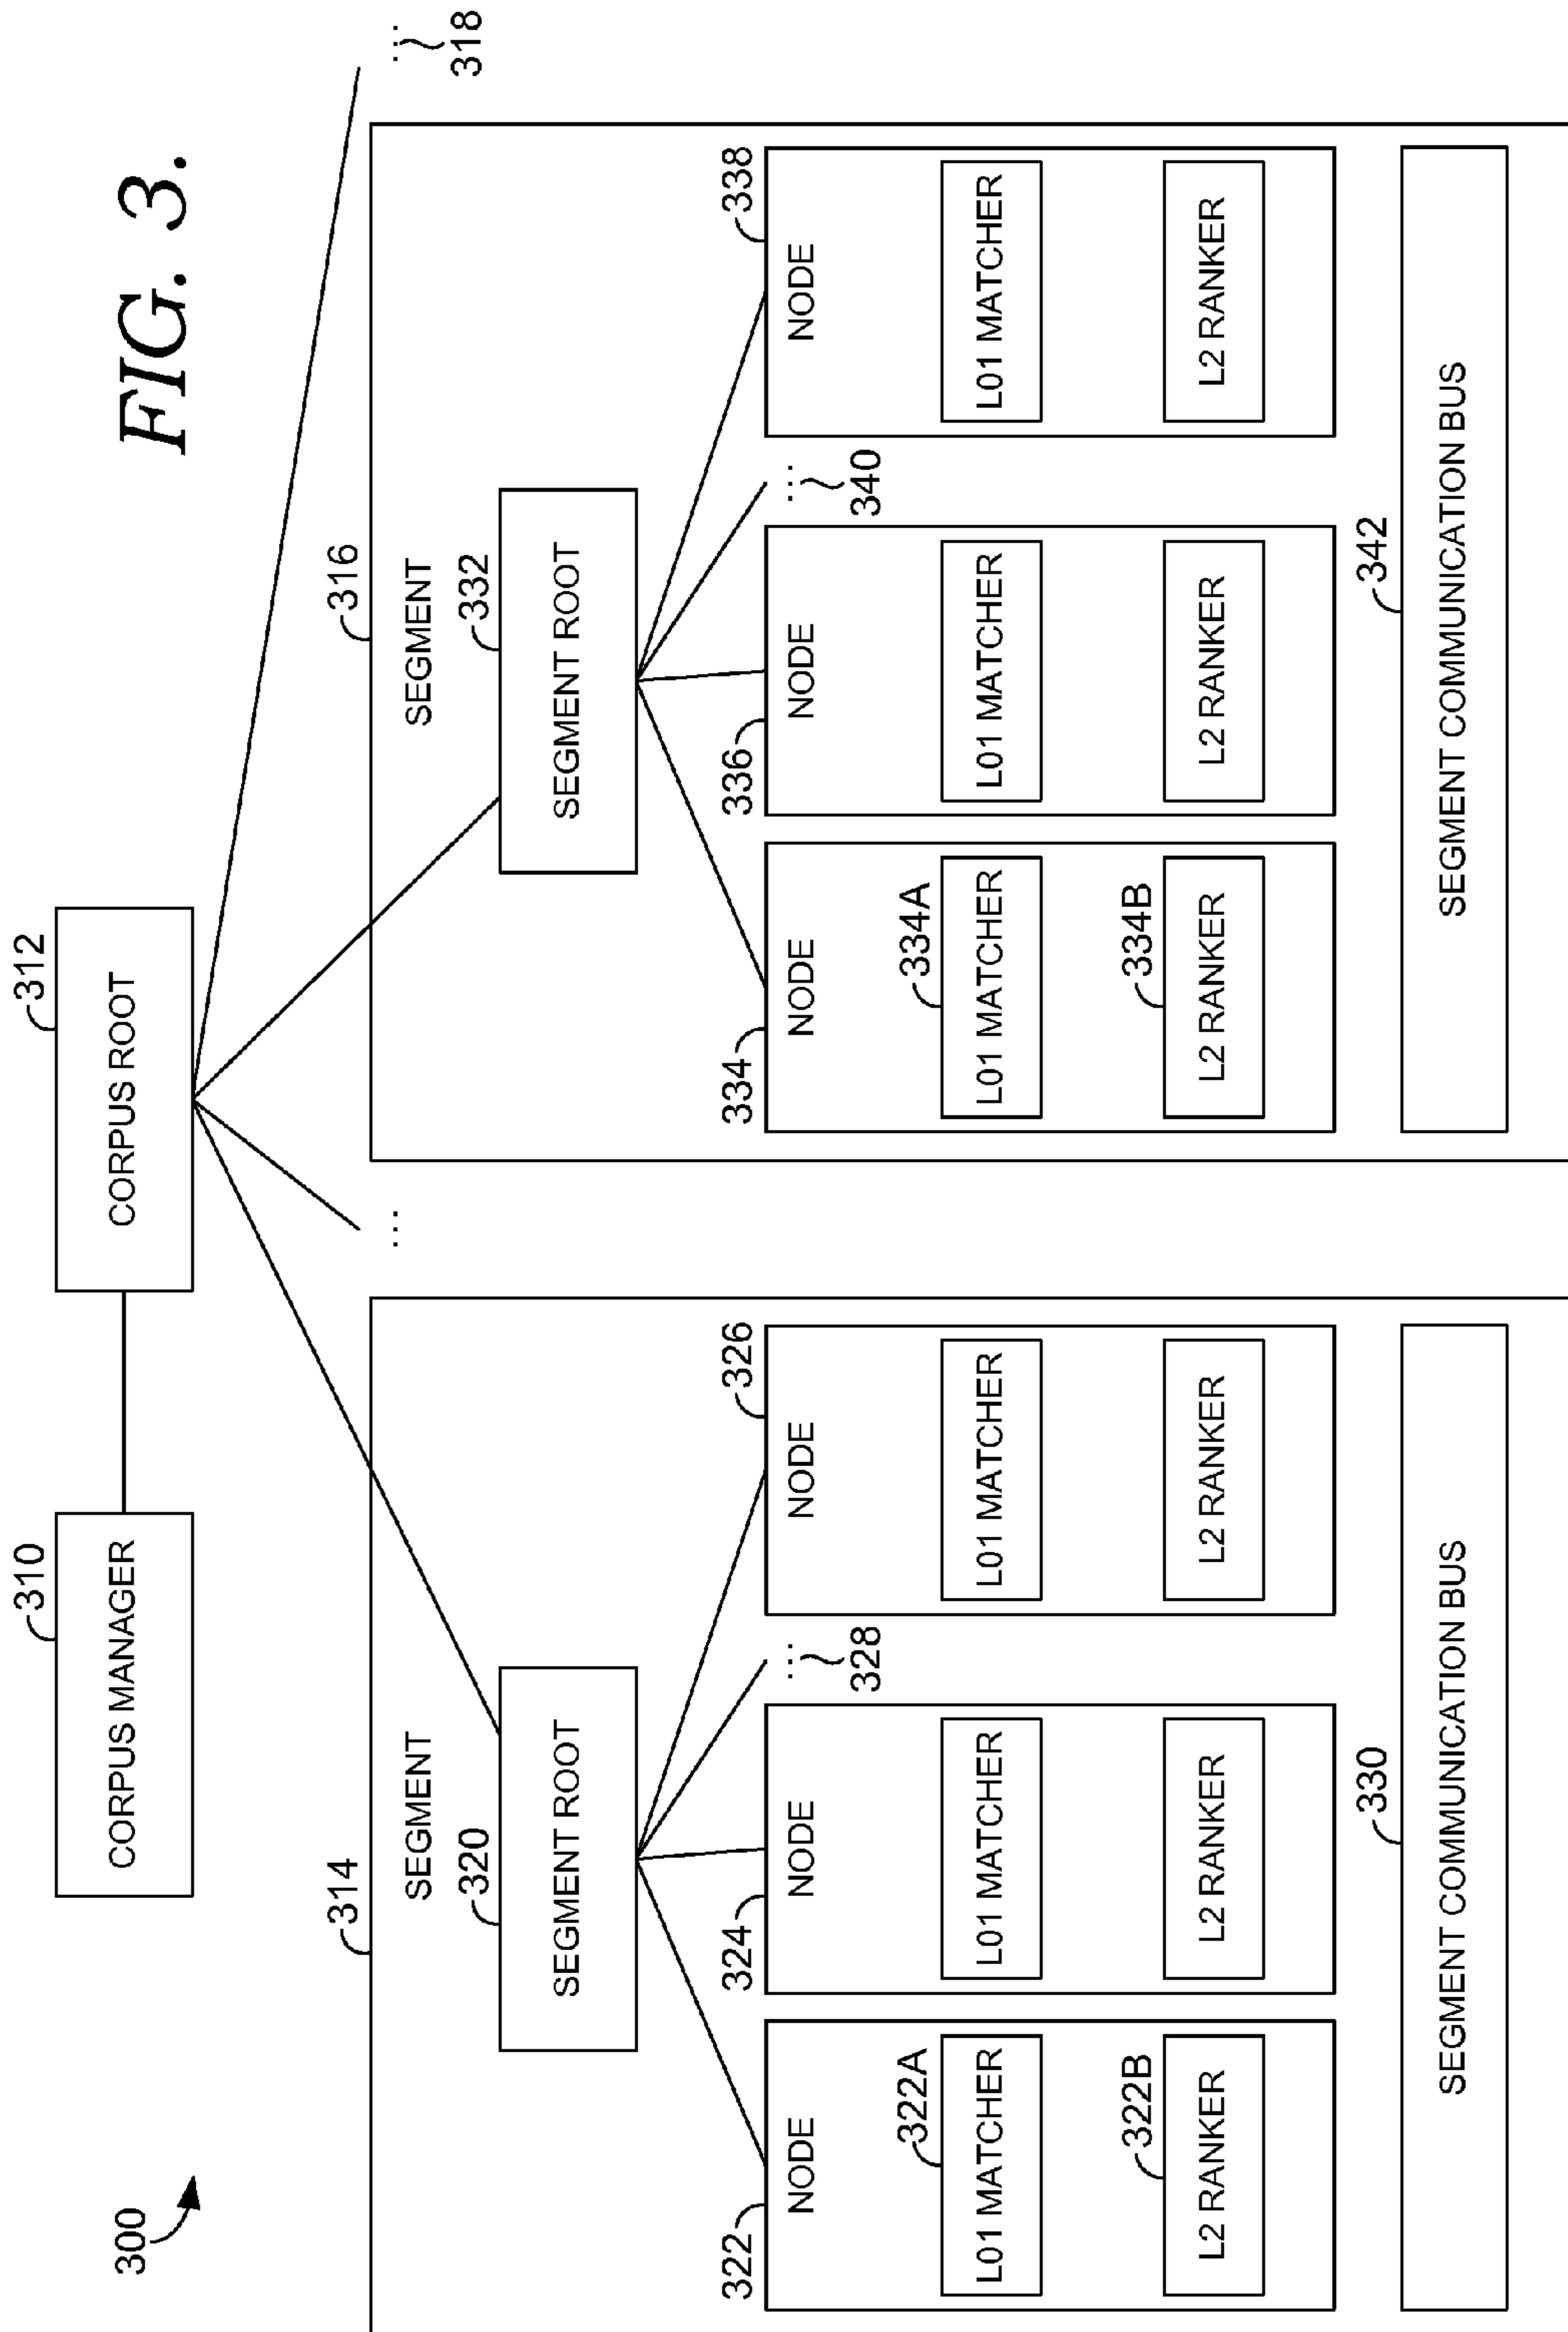 FIG. 3.
300
310
CORPUS MANAGER
312
CORPUS ROOT
314
SEGMENT
320
SEGMENT ROOT
322
NODE
322A
L01 MATCHER
322B
L2 RANKER
324
NODE
L01 MATCHER
L2 RANKER
...
328
326
NODE
L01 MATCHER
L2 RANKER
330
SEGMENT COMMUNICATION BUS
...
316
SEGMENT
332
SEGMENT ROOT
334
NODE
334A
L01 MATCHER
334B
L2 RANKER
336
NODE
L01 MATCHER
L2 RANKER
...
340
338
NODE
L01 MATCHER
L2 RANKER
342
SEGMENT COMMUNICATION BUS
...
318